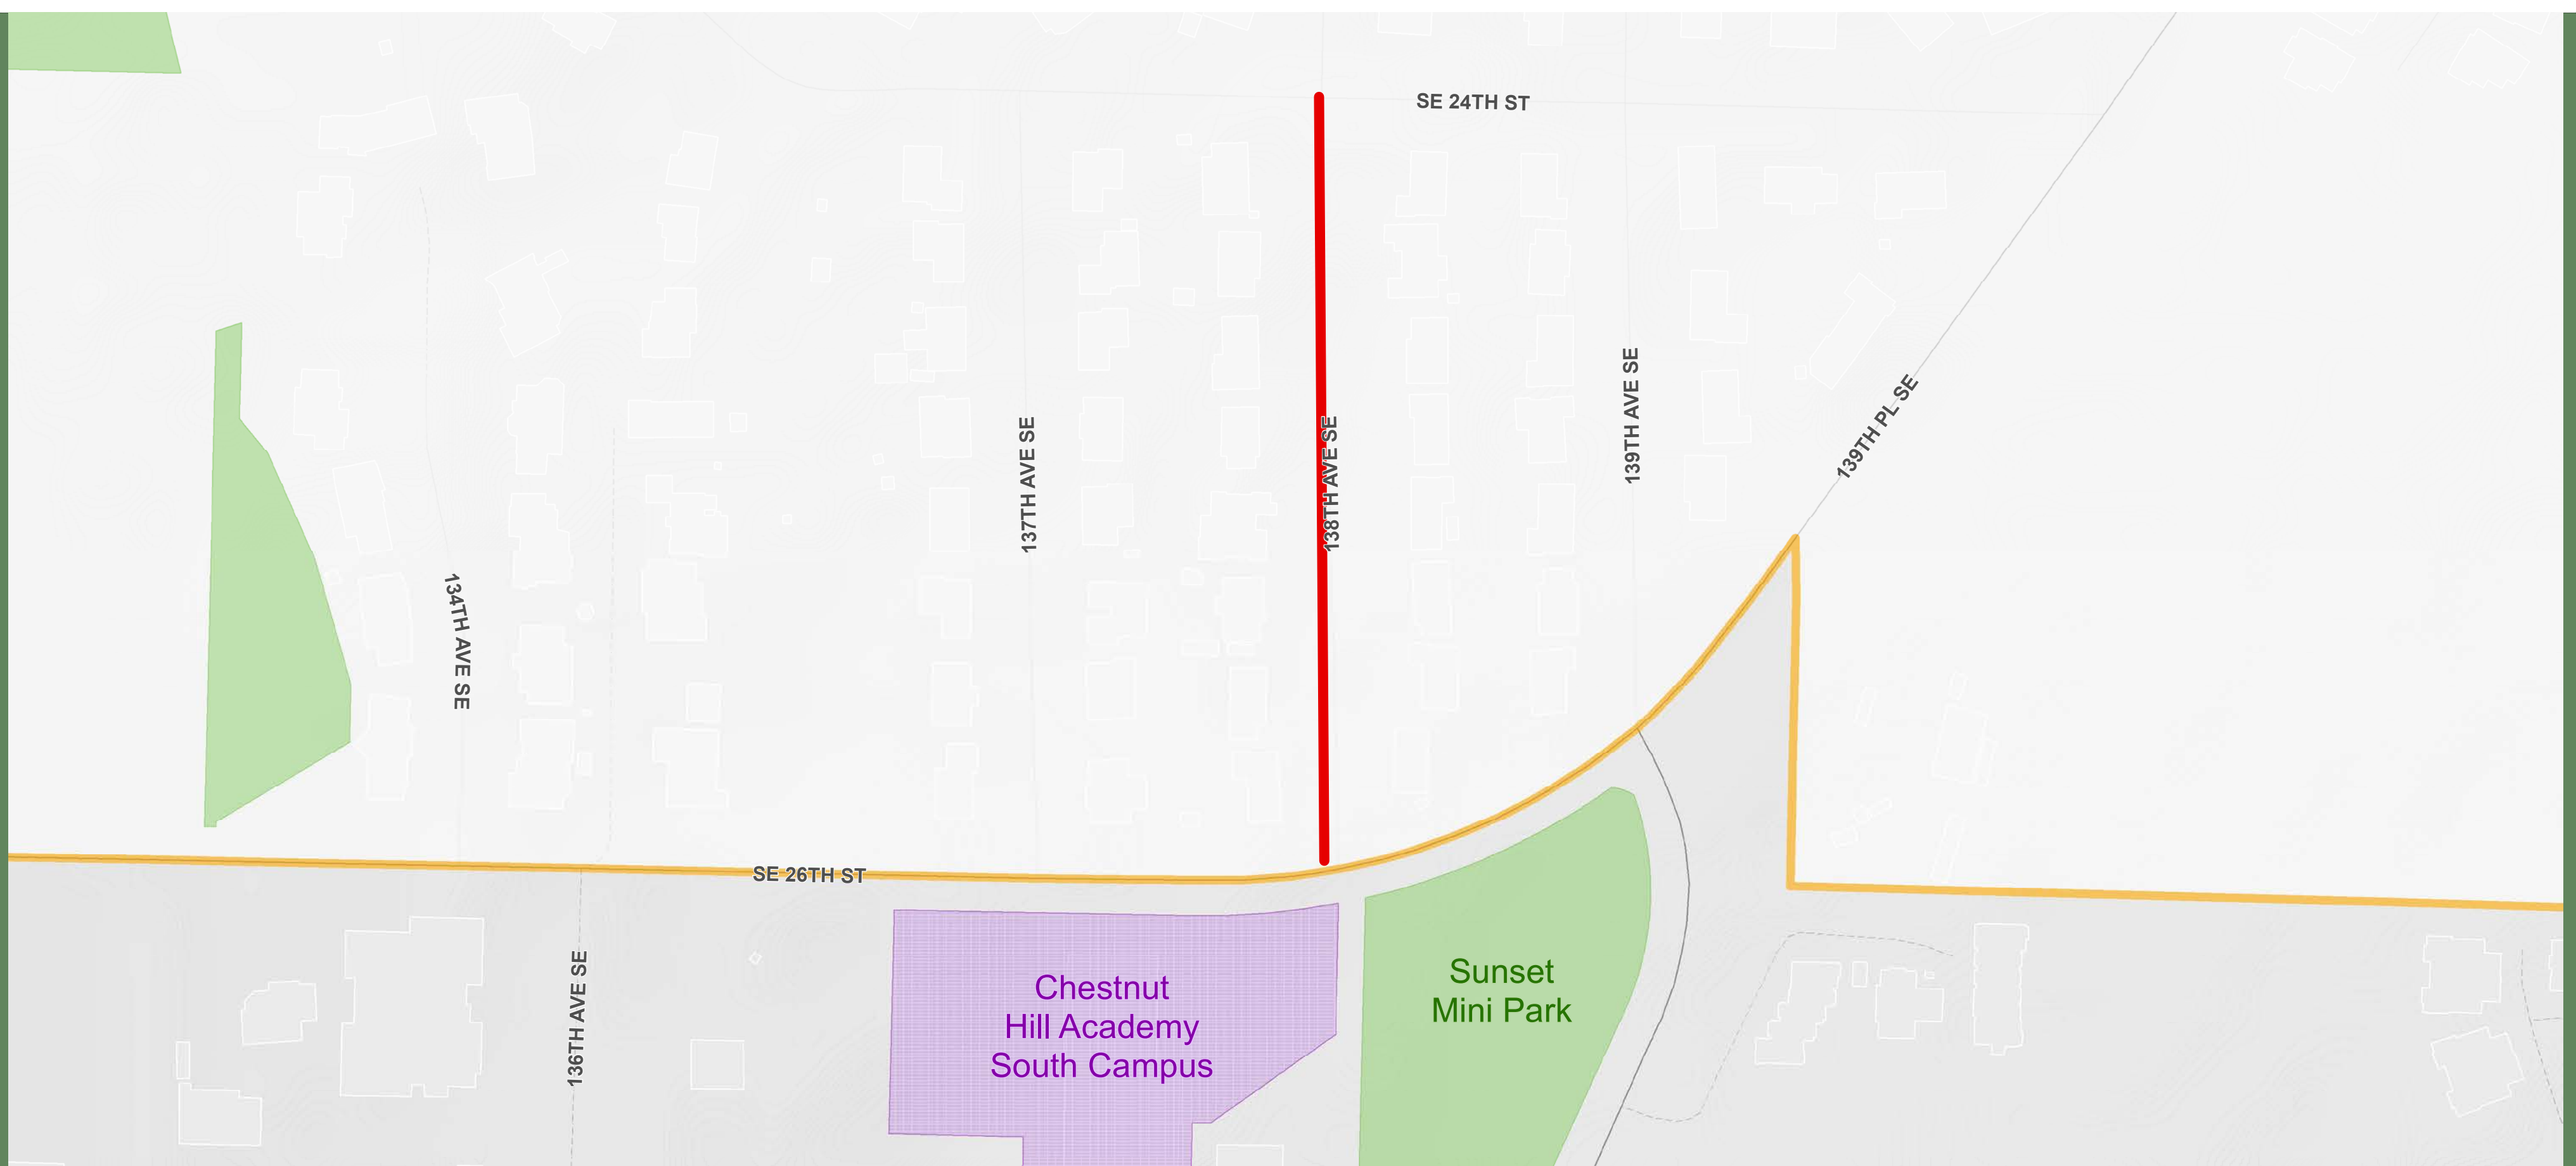 SE 24TH ST
139TH AVE SE
139TH PL SE
137TH AVE SE
138TH AVE SE
134TH AVE SE
SE 26TH ST
136TH AVE SE
Chestnut
Hill Academy
South Campus
Sunset
Mini Park